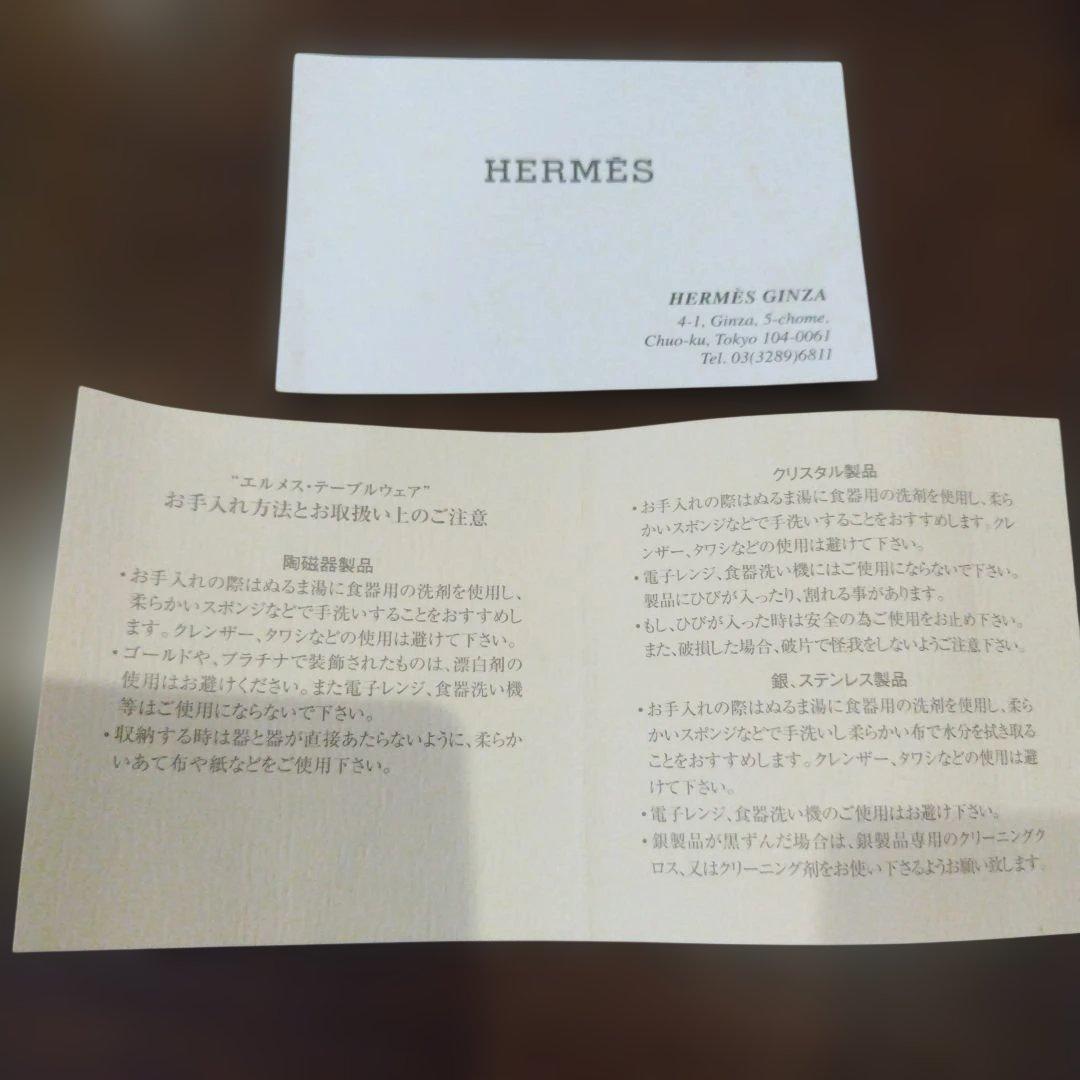 HERMÈS
HERMÈS GINZA
4-1, Ginza, 5-chome,
Chuo-ku, Tokyo 104-0061
Tel. 03(3289)6811
“エルメス・テーブルウェア”
お手入れ方法とお取扱い上のご注意
陶磁器製品
・お手入れの際はぬるま湯に食器用の洗剤を使用し、
柔らかいスポンジなどで手洗いすることをおすすめし
ます。クレンザー、タワシなどの使用は避けて下さい。
・ゴールドや、プラチナで装飾されたものは、漂白剤の
使用はお避けください。また電子レンジ、食器洗い機
等はご使用にならないで下さい。
・収納する時は器と器が直接あたらないように、柔らか
いあて布や紙などをご使用下さい。
クリスタル製品
・お手入れの際はぬるま湯に食器用の洗剤を使用し、柔ら
かいスポンジなどで手洗いすることをおすすめします。クレ
ンザー、タワシなどの使用は避けて下さい。
・電子レンジ、食器洗い機にはご使用にならないで下さい。
製品にひびが入ったり、割れる事があります。
・もし、ひびが入った時は安全の為ご使用をお止め下さい。
また、破損した場合、破片で怪我をしないようご注意下さい。
銀、ステンレス製品
・お手入れの際はぬるま湯に食器用の洗剤を使用し、柔ら
かいスポンジなどで手洗いし柔らかい布で水分を拭き取る
ことをおすすめします。クレンザー、タワシなどの使用は避
けて下さい。
・電子レンジ、食器洗い機のご使用はお避け下さい。
・銀製品が黒ずんだ場合は、銀製品専用のクリーニングク
ロス、又はクリーニング剤をお使い下さるようお願い致します。